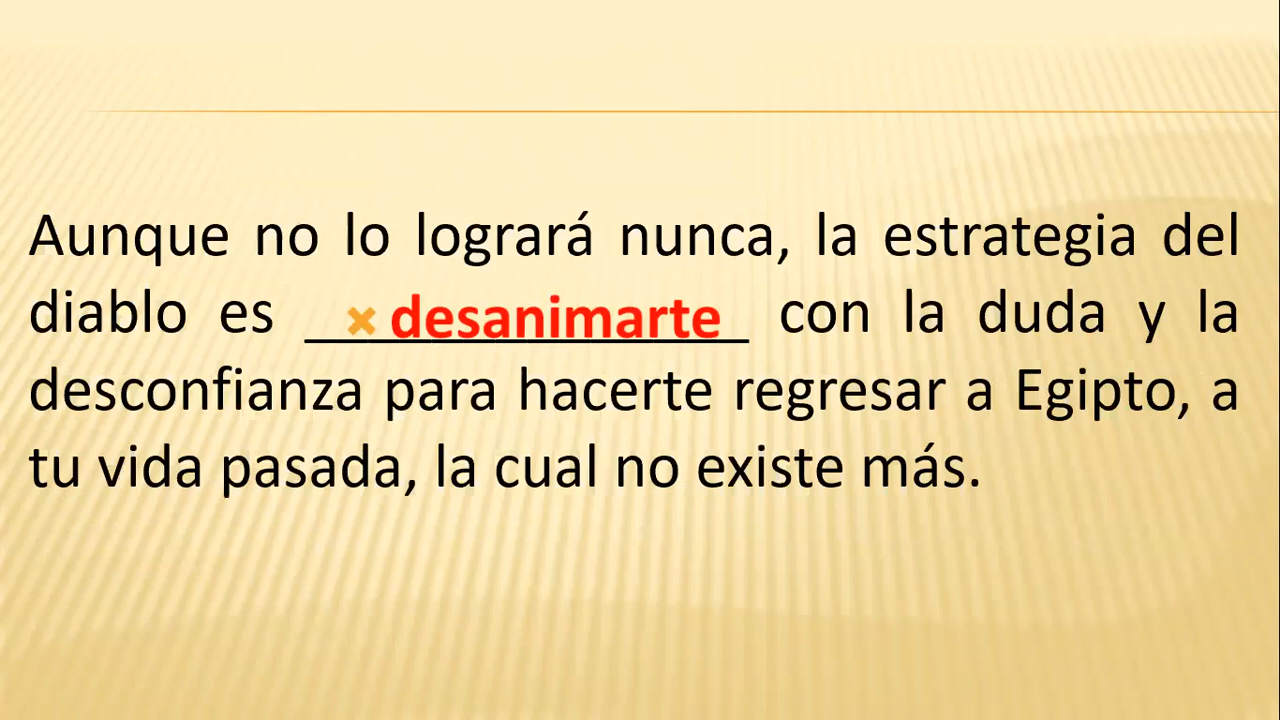 Aunque no lo logrará nunca, la estrategia del
diablo es × desanimarte con la duda y la
desconfianza para hacerte regresar a Egipto, a
tu vida pasada, la cual no existe más.